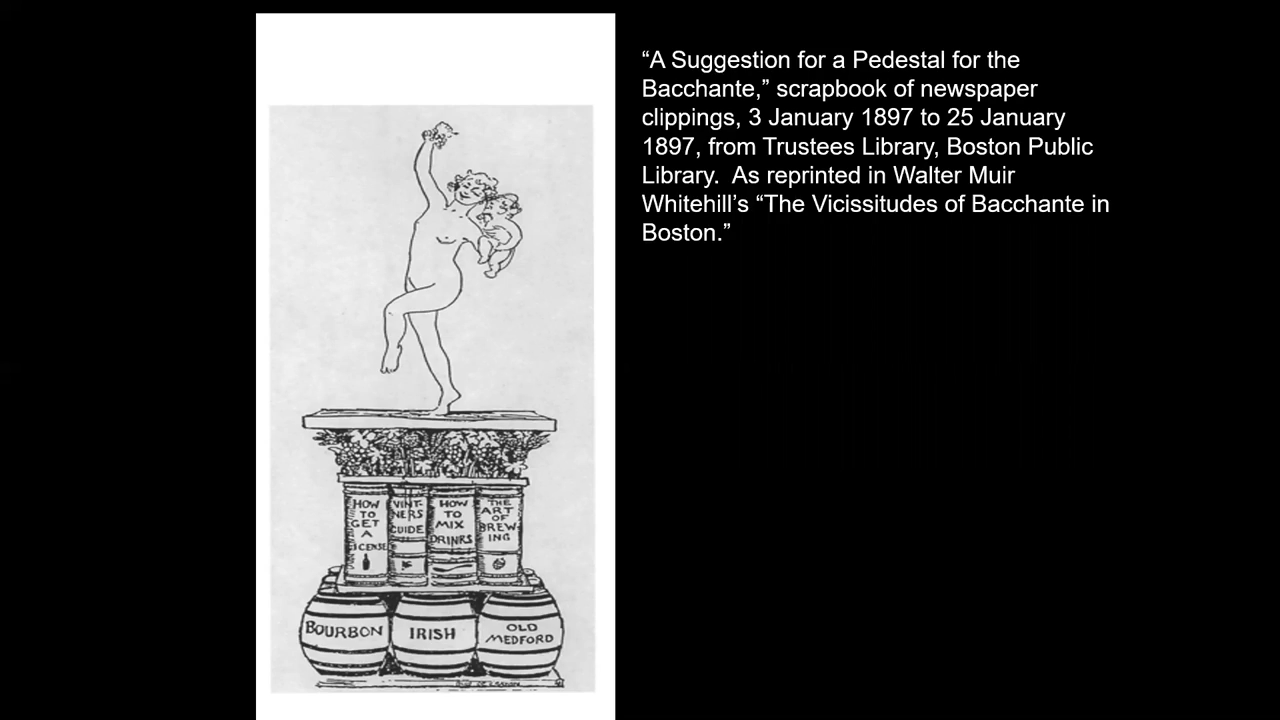 “A Suggestion for a Pedestal for the
Bacchante,” scrapbook of newspaper
clippings, 3 January 1897 to 25 January
1897, from Trustees Library, Boston Public
Library.  As reprinted in Walter Muir
Whitehill’s “The Vicissitudes of Bacchante in
Boston.”
HOW
TO
GET
A
ICENSE
VINT-
NERS
GUIDE
HOW
TO
MIX
DRINKS
THE
ART
OF
BREW
ING
BOURBON
IRISH
OLD
MEDFORD